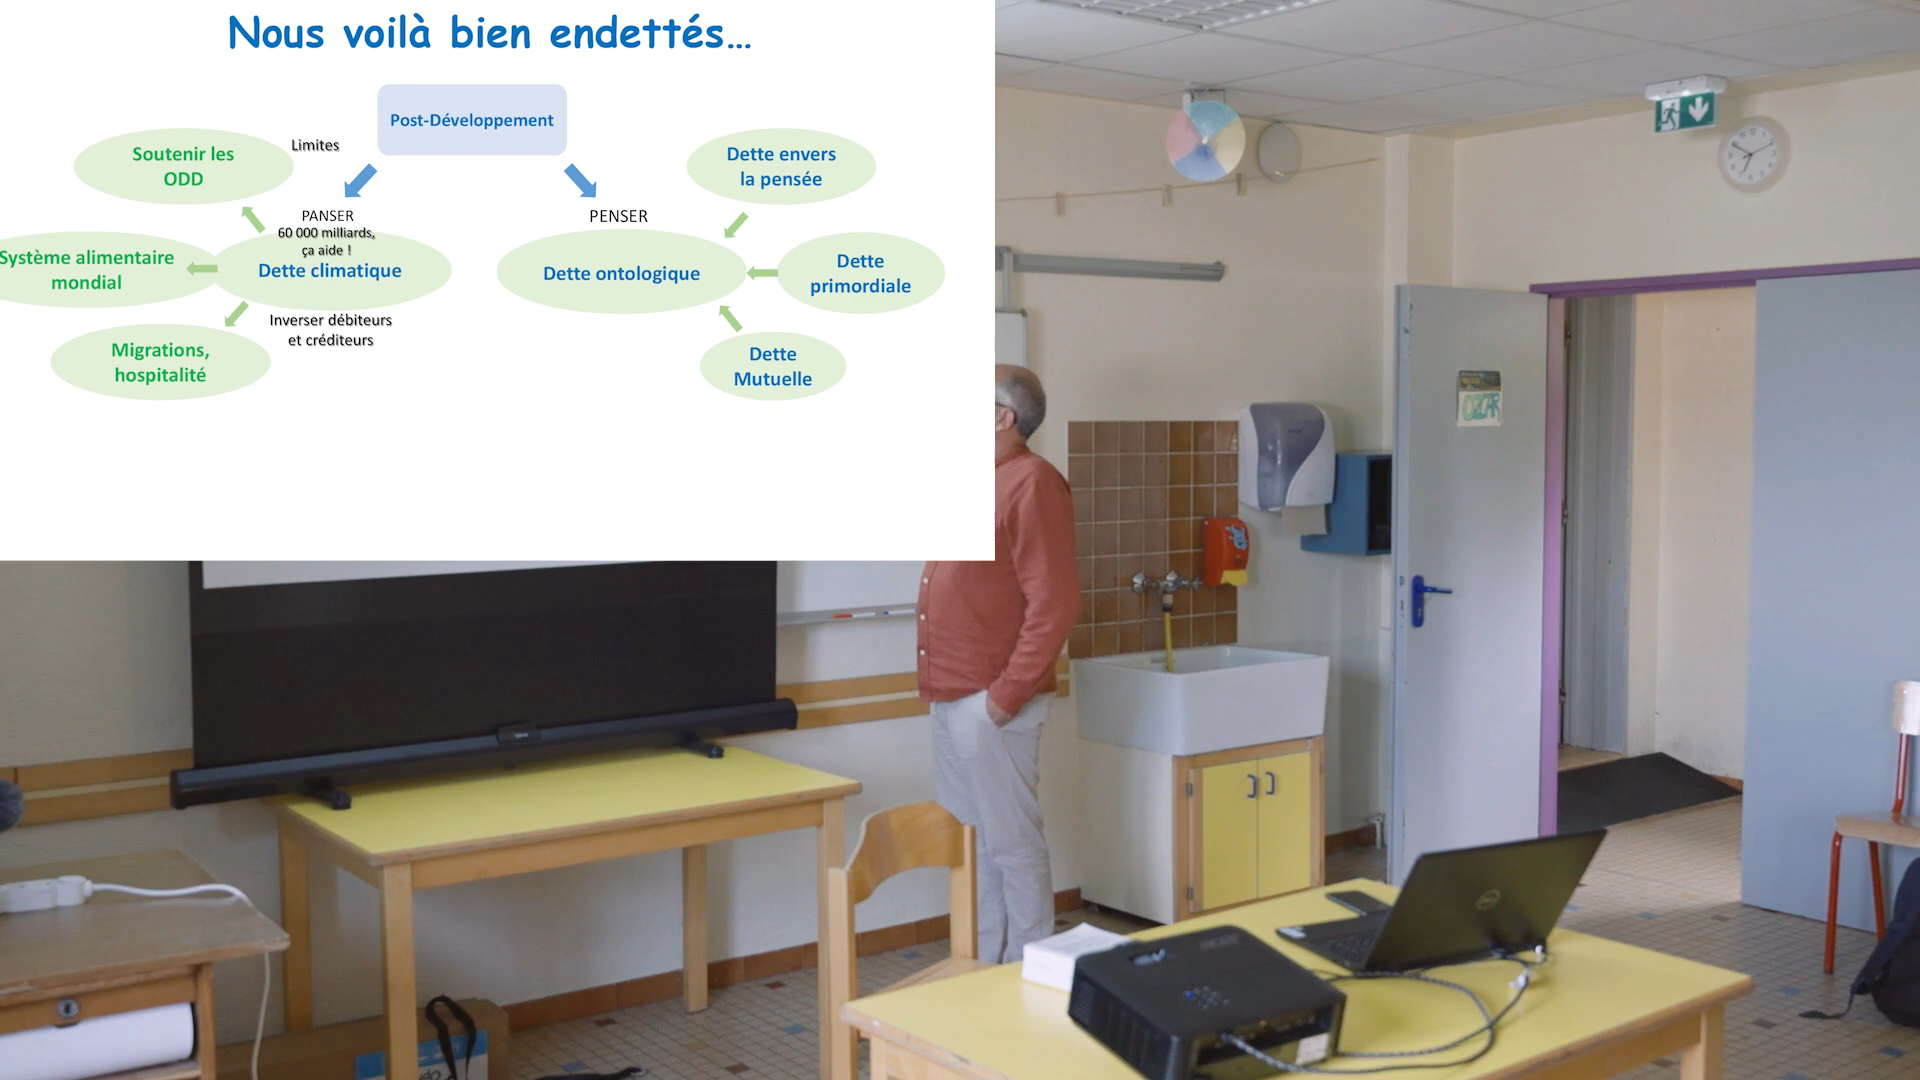 Nous voilà bien endettés...
Post-Développement
Soutenir les
ODD
Limites
Dette envers
la pensée
PANSER
60 000 milliards,
ça aide !
PENSER
Système alimentaire
mondial
Dette climatique
Dette ontologique
Dette
primordiale
Inverser débiteurs
et créditeurs
Migrations,
hospitalité
Dette
Mutuelle
OSCAR
DELL